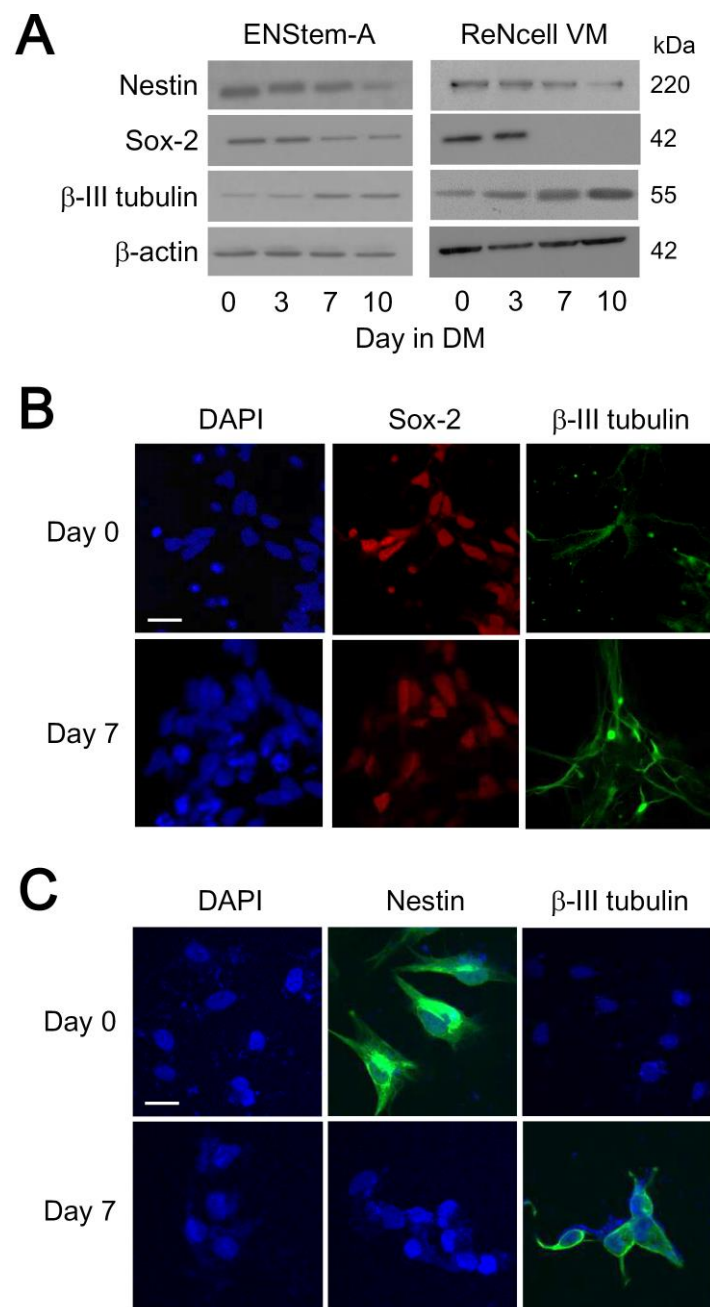 A
ENStem-A ReNcell VM kDa
Nestin 220
Sox-2 42
β-III tubulin 55
β-actin 42
0 3 7 10 0 3 7 10
Day in DM
B
DAPI Sox-2 β-III tubulin
Day 0
Day 7
C
DAPI Nestin β-III tubulin
Day 0
Day 7